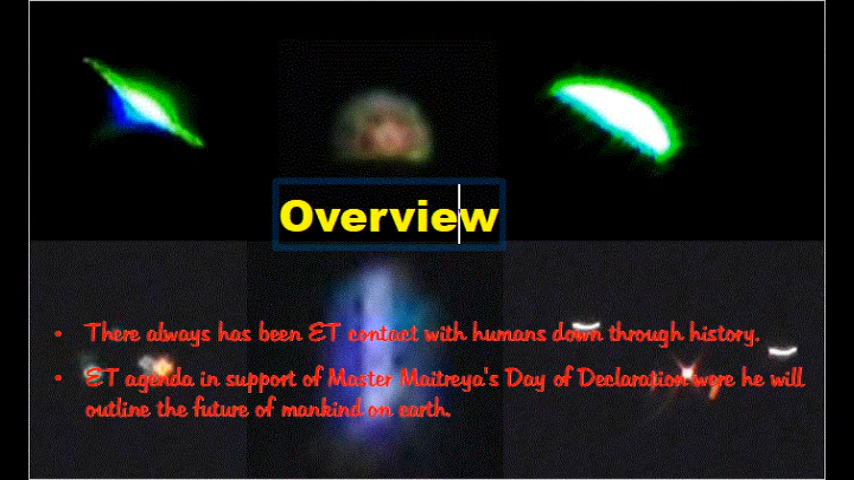 Overview
• There always has been ET contact with humans down through history.
• ET agenda in support of Master Maitreya's Day of Declaration were he will
outline the future of mankind on earth.